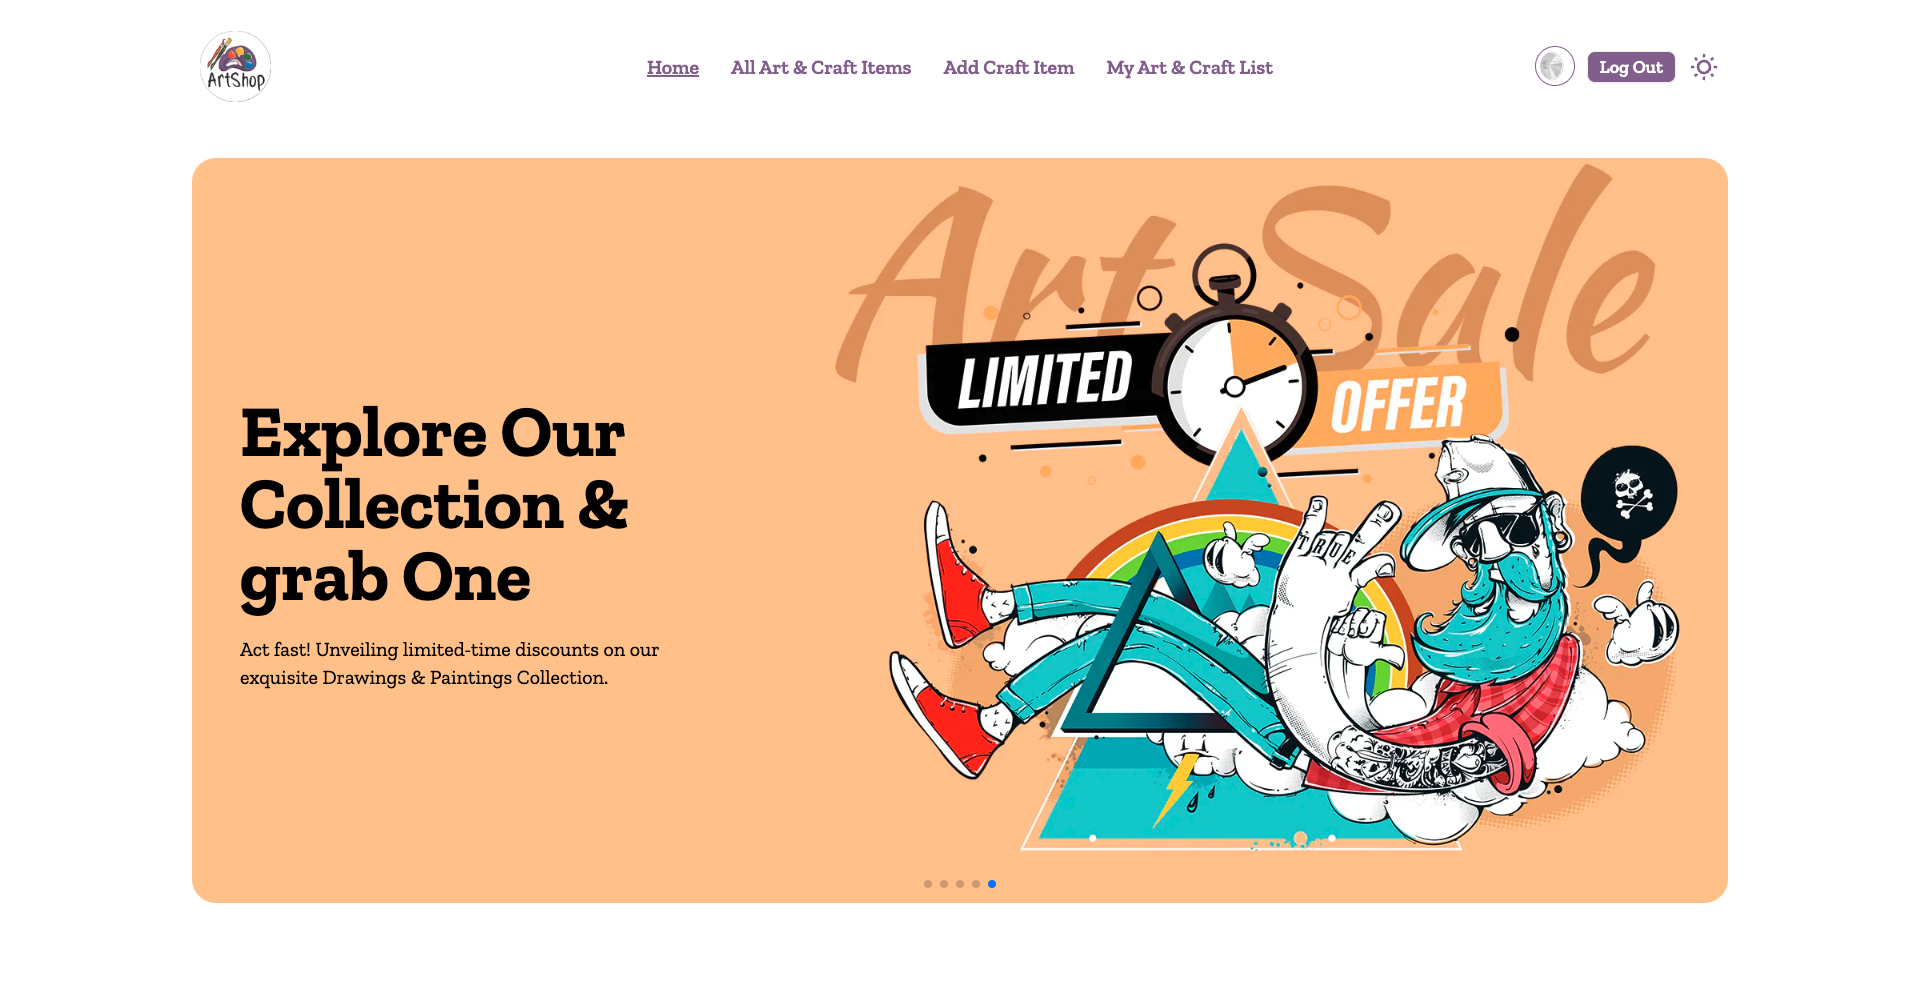 ArtShop
Home
All Art & Craft Items
Add Craft Item
My Art & Craft List
Log Out
Art Sale
LIMITED
OFFER
Explore Our
Collection &
grab One
Act fast! Unveiling limited-time discounts on our
exquisite Drawings & Paintings Collection.
TRUE